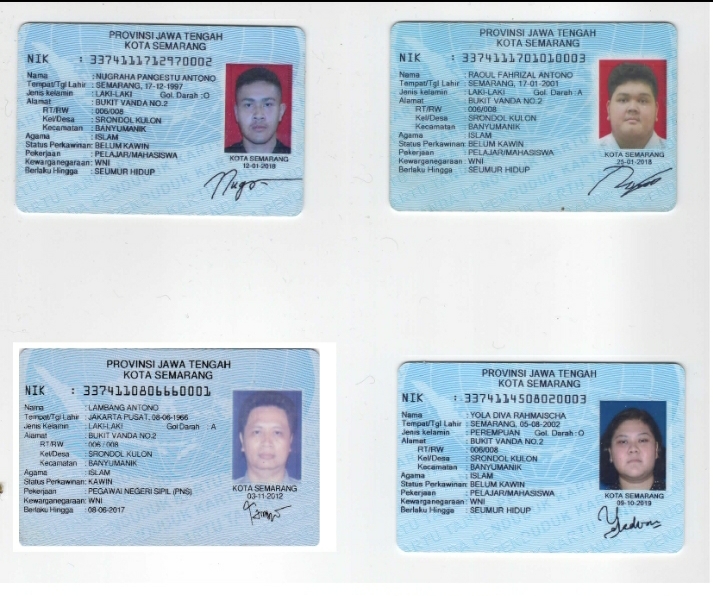 PROVINSI JAWA TENGAH
KOTA SEMARANG
NIK : 3374111712970002
Nama : NUGRAHA PANGESTU ANTONO
Tempat/Tgl Lahir : SEMARANG, 17-12-1997
Jenis kelamin : LAKI-LAKI Gol. Darah : O
Alamat : BUKIT VANDA NO.2
RT/RW : 006/008
Kel/Desa : SRONDOL KULON
Kecamatan : BANYUMANIK
Agama : ISLAM
Status Perkawinan: BELUM KAWIN
Pekerjaan : PELAJAR/MAHASISWA
Kewarganegaraan: WNI
Berlaku Hingga : SEUMUR HIDUP
KOTA SEMARANG
12-01-2018
PROVINSI JAWA TENGAH
KOTA SEMARANG
NIK : 3374111701010003
Nama : RAOUL FAHRIZAL ANTONO
Tempat/Tgl Lahir : SEMARANG, 17-01-2001
Jenis kelamin : LAKI-LAKI Gol. Darah : A
Alamat : BUKIT VANDA NO.2
RT/RW : 006/008
Kel/Desa : SRONDOL KULON
Kecamatan : BANYUMANIK
Agama : ISLAM
Status Perkawinan: BELUM KAWIN
Pekerjaan : PELAJAR/MAHASISWA
Kewarganegaraan: WNI
Berlaku Hingga : SEUMUR HIDUP
KOTA SEMARANG
25-01-2018
PROVINSI JAWA TENGAH
KOTA SEMARANG
NIK : 3374110806660001
Nama : LAMBANG ANTONO
Tempat/Tgl Lahir : JAKARTA PUSAT, 08-06-1966
Jenis Kelamin : LAKI-LAKI Gol Darah : A
Alamat : BUKIT VANDA NO.2
RT/RW : 006 / 008
Kel/Desa : SRONDOL KULON
Kecamatan : BANYUMANIK
Agama : ISLAM
Status Perkawinan: KAWIN
Pekerjaan : PEGAWAI NEGERI SIPIL (PNS)
Kewarganegaraan: WNI
Berlaku Hingga : 08-06-2017
KOTA SEMARANG
03-11-2012
PROVINSI JAWA TENGAH
KOTA SEMARANG
NIK : 3374114508020003
Nama : YOLA DIVA RAHMAISCHA
Tempat/Tgl Lahir : SEMARANG, 05-08-2002
Jenis kelamin : PEREMPUAN Gol. Darah : O
Alamat : BUKIT VANDA NO.2
RT/RW : 006/008
Kel/Desa : SRONDOL KULON
Kecamatan : BANYUMANIK
Agama : ISLAM
Status Perkawinan: BELUM KAWIN
Pekerjaan : PELAJAR/MAHASISWA
Kewarganegaraan: WNI
Berlaku Hingga : SEUMUR HIDUP
KOTA SEMARANG
09-10-2019